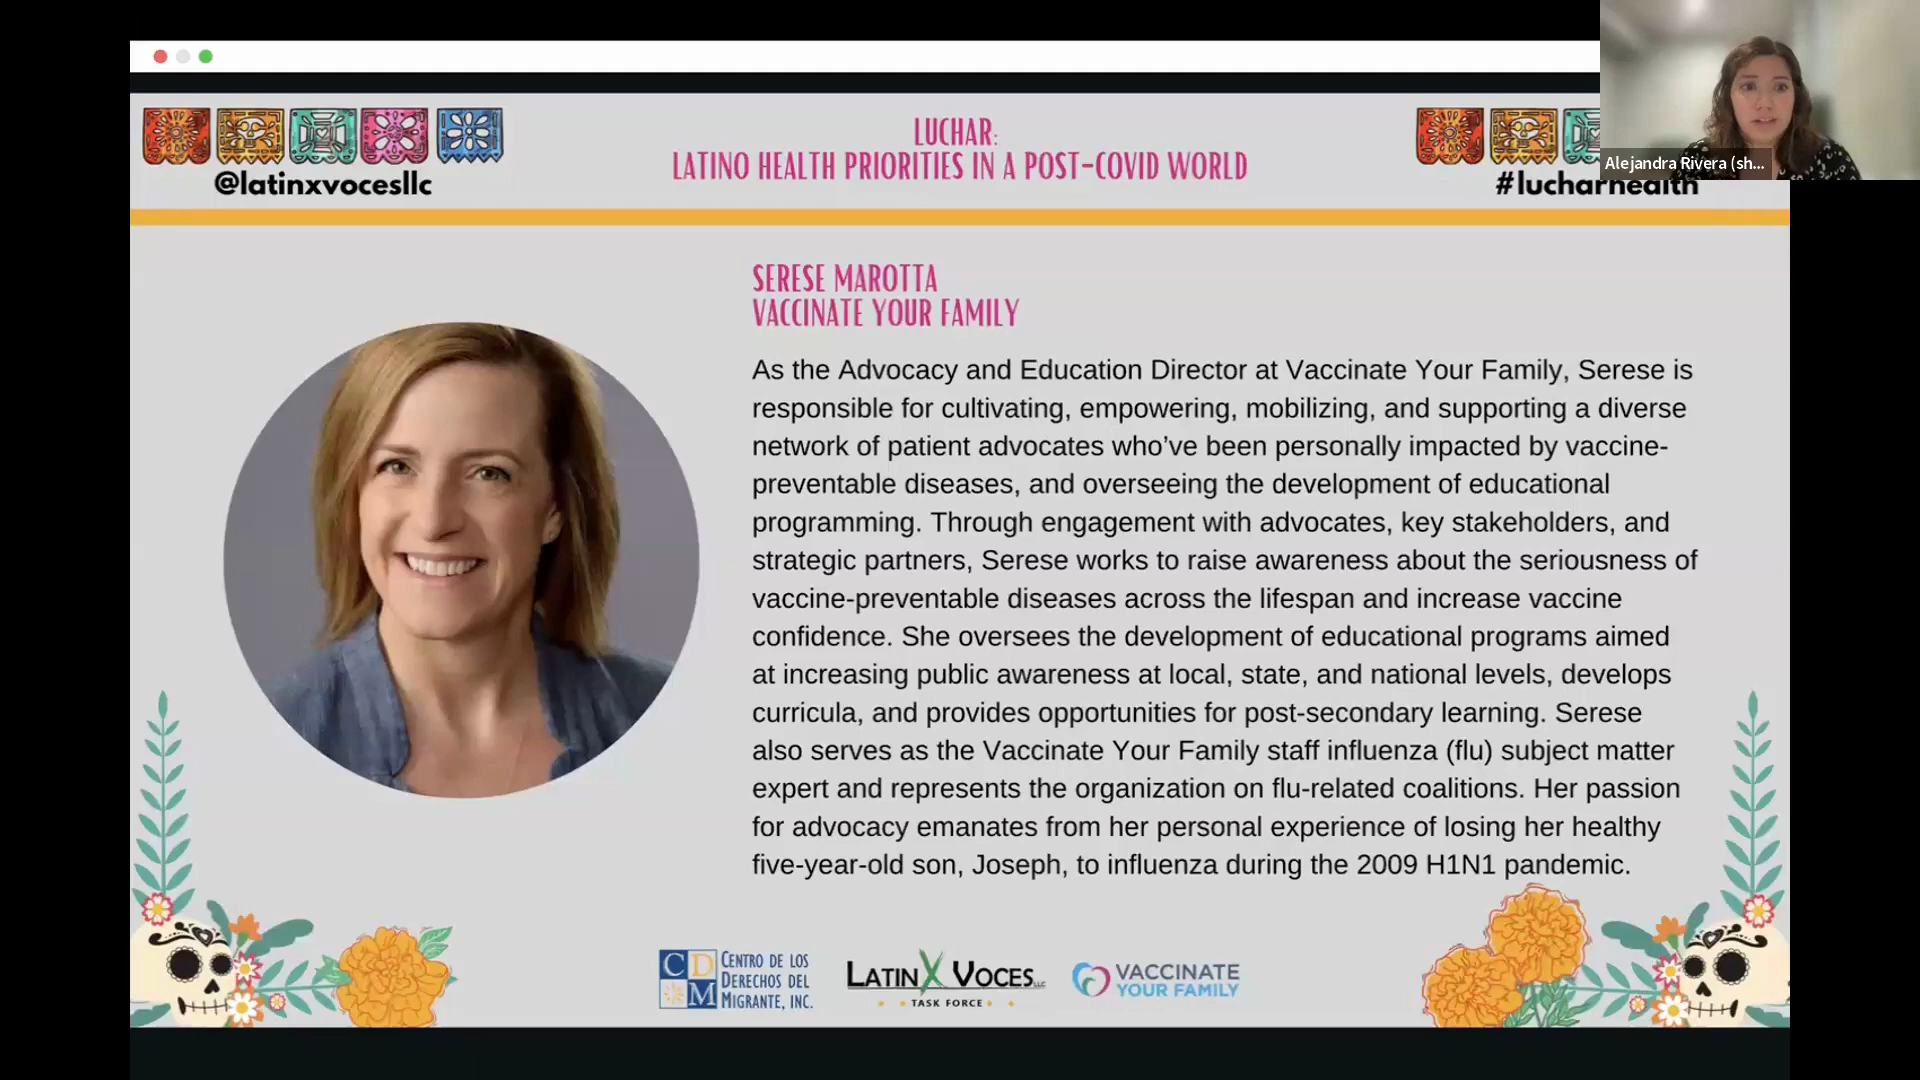 LUCHAR:
LATINO HEALTH PRIORITIES IN A POST-COVID WORLD
@latinxvocesllc
#lucharhealth
Alejandra Rivera (sh...
SERESE MAROTTA
VACCINATE YOUR FAMILY
As the Advocacy and Education Director at Vaccinate Your Family, Serese is
responsible for cultivating, empowering, mobilizing, and supporting a diverse
network of patient advocates who’ve been personally impacted by vaccine-
preventable diseases, and overseeing the development of educational
programming. Through engagement with advocates, key stakeholders, and
strategic partners, Serese works to raise awareness about the seriousness of
vaccine-preventable diseases across the lifespan and increase vaccine
confidence. She oversees the development of educational programs aimed
at increasing public awareness at local, state, and national levels, develops
curricula, and provides opportunities for post-secondary learning. Serese
also serves as the Vaccinate Your Family staff influenza (flu) subject matter
expert and represents the organization on flu-related coalitions. Her passion
for advocacy emanates from her personal experience of losing her healthy
five-year-old son, Joseph, to influenza during the 2009 H1N1 pandemic.
CDM
CENTRO DE LOS
DERECHOS DEL
MIGRANTE, INC.
LATINX VOCES LLC
TASK FORCE
VACCINATE
YOUR FAMILY